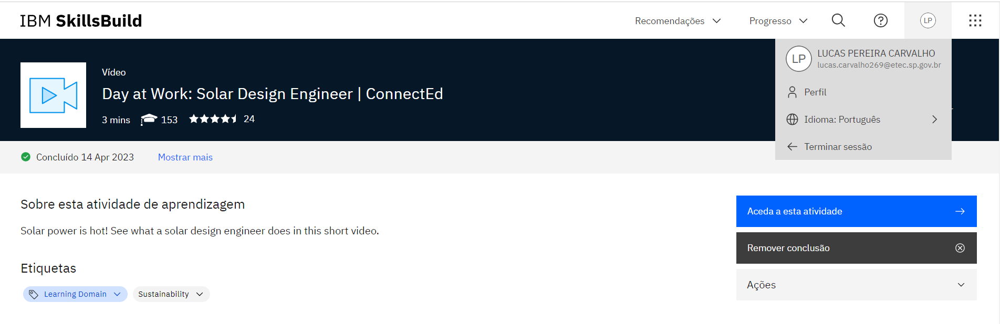 IBM SkillsBuild
Recomendações
Progresso
LP
LP
LUCAS PEREIRA CARVALHO
lucas.carvalho269@etec.sp.gov.br
Perfil
Idioma: Português
Terminar sessão
Vídeo
Day at Work: Solar Design Engineer | ConnectEd
3 mins 153 24
Concluído 14 Apr 2023 Mostrar mais
Sobre esta atividade de aprendizagem
Solar power is hot! See what a solar design engineer does in this short video.
Etiquetas
Learning Domain Sustainability
Aceda a esta atividade
Remover conclusão
Ações